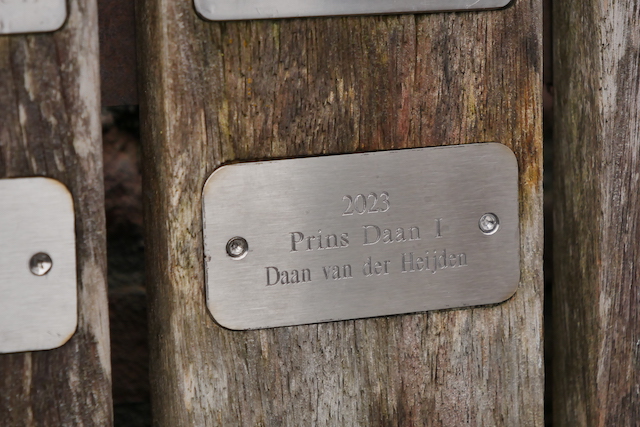 2023
Prins Daan I
Daan van der Heijden